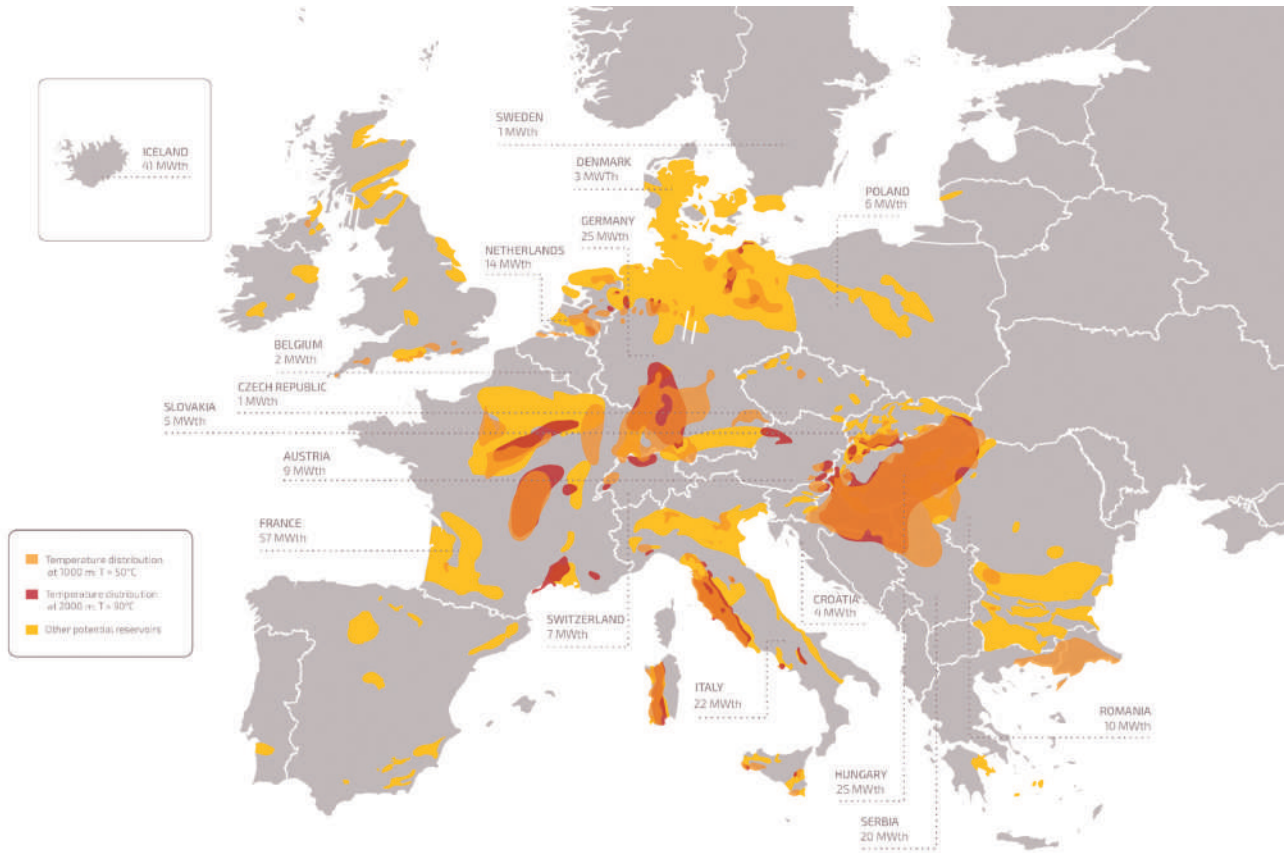 ICELAND
41 MWth
SWEDEN
1 MWth
DENMARK
3 MWTh
GERMANY
25 MWth
POLAND
6 MWth
NETHERLANDS
14 MWth
BELGIUM
2 MWth
CZECH REPUBLIC
1 MWth
SLOVAKIA
5 MWth
AUSTRIA
9 MWth
FRANCE
57 MWth
SWITZERLAND
7 MWth
CROATIA
4 MWth
ITALY
22 MWth
ROMANIA
10 MWth
HUNGARY
25 MWth
SERBIA
20 MWth
Temperature distribution
at 1000 m: T > 50°C
Temperature distribution
at 2000 m: T > 90°C
Other potential reservoirs